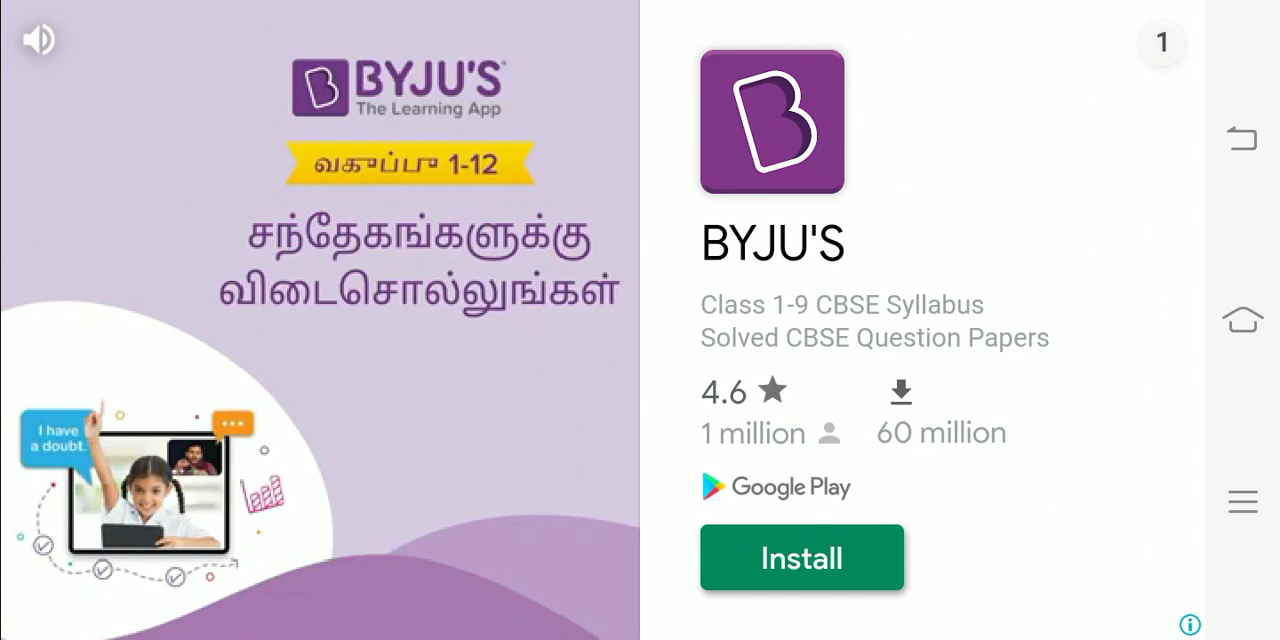 BYJU'S
The Learning App
வகுப்பு 1-12
சந்தேகங்களுக்கு
விடைசொல்லுங்கள்
I have
a doubt.
1
BYJU'S
Class 1-9 CBSE Syllabus
Solved CBSE Question Papers
4.6
1 million
60 million
Google Play
Install